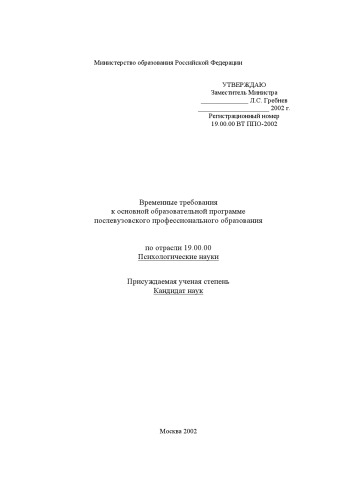 Министерство образования Российской Федерации
УТВЕРЖДАЮ
Заместитель Министра
_______________ Л.С. Гребнев
______________________ 2002 г.
Регистрационный номер
19.00.00 ВТ ППО-2002
Временные требования
к основной образовательной программе
послевузовского профессионального образования
по отрасли 19.00.00
Психологические науки
Присуждаемая ученая степень
Кандидат наук
Москва 2002